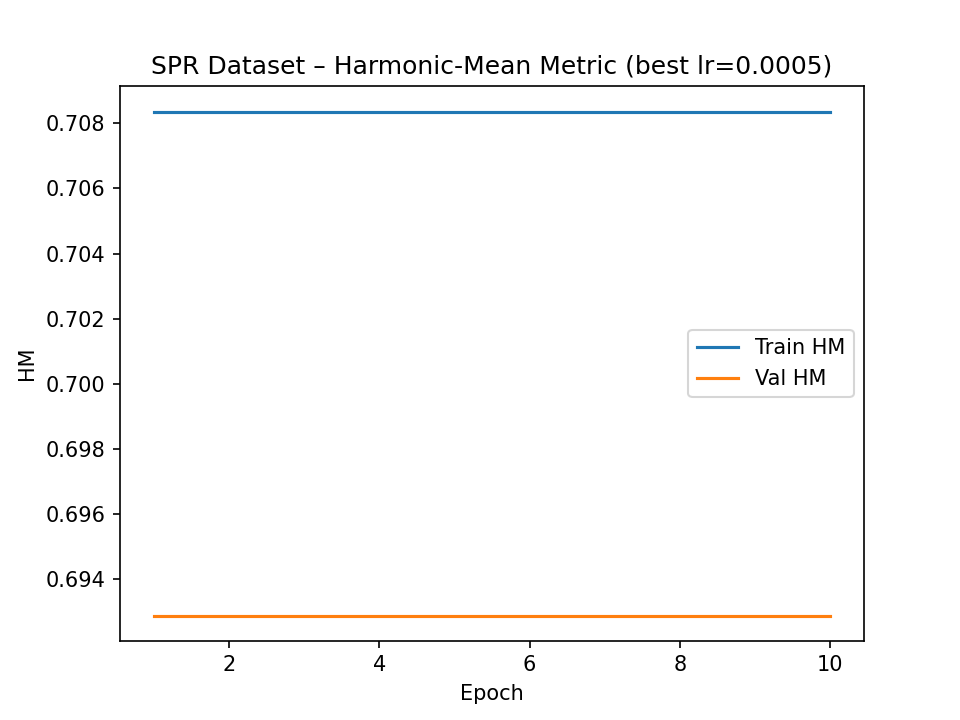 SPR Dataset – Harmonic-Mean Metric (best lr=0.0005)
0.708
0.706
0.704
0.702
0.700
0.698
0.696
0.694
HM
Train HM
Val HM
2
4
6
8
10
Epoch